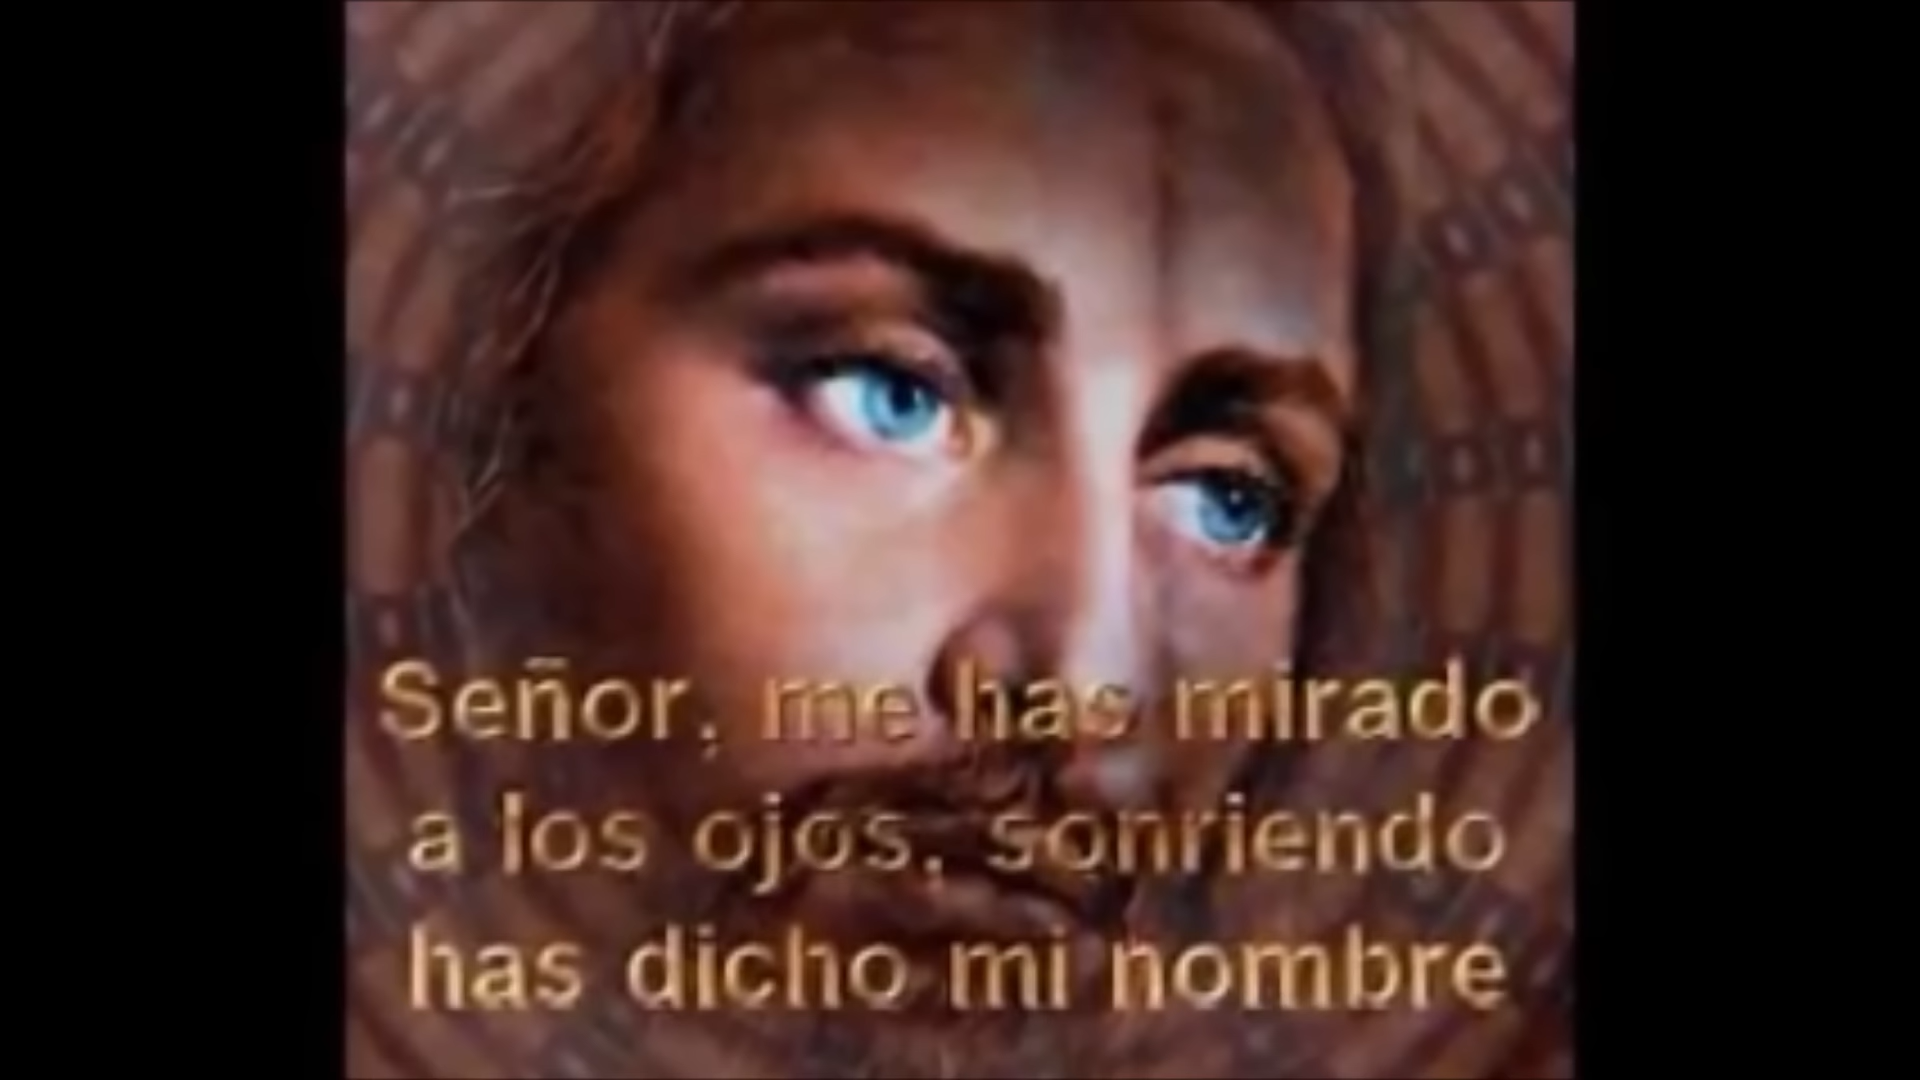 Señor, me has mirado
a los ojos, sonriendo
has dicho mi nombre